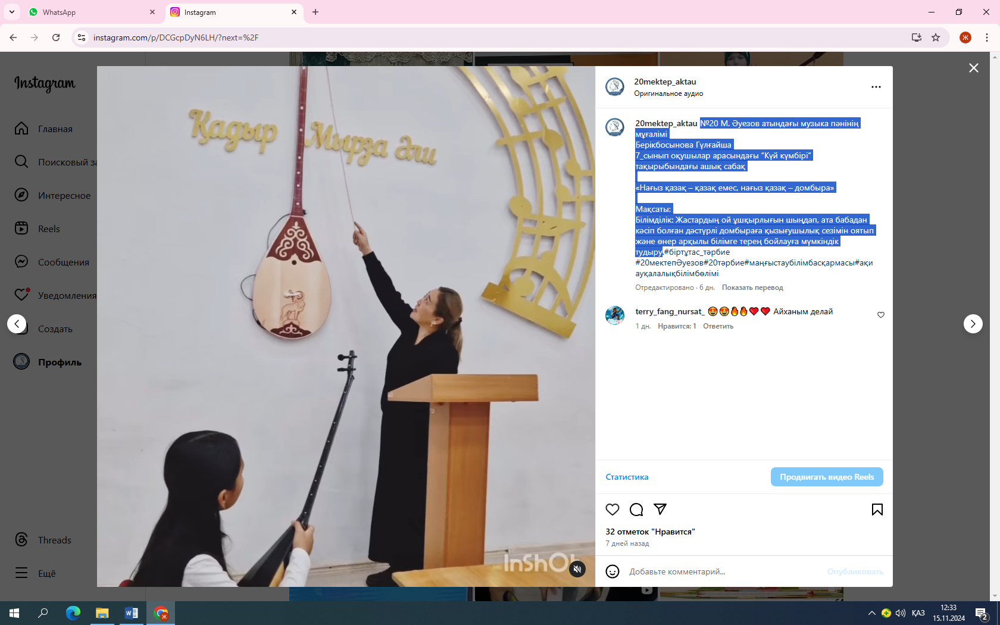 WhatsApp
Instagram
instagram.com/p/DCGcpDyN6LH/?next=%2F
Ж
Instagram
Главная
Поисковый за
Интересное
Reels
Сообщения
Уведомления
Создать
Профиль
Threads
Ещё
Қадыр Мырза әли
InShO
20mektep_aktau
Оригинальное аудио
20mektep_aktau №20 М. Әуезов атындағы музыка пәнінің
мұғалімі
Берікбосынова Гүлғайша
7_сынып оқушылар арасындағы “Күй күмбірі”
тақырыбындағы ашық сабақ
«Нағыз қазақ – қазақ емес, нағыз қазақ – домбыра»
Мақсаты:
Білімділік: Жастардың ой ұшқырлығын шыңдап, ата бабадан
кәсіп болған дәстүрлі домбыраға қызығушылық сезімін оятып
және өнер арқылы білімге терең бойлауға мүмкіндік
тудыру.#біртұтас_тәрбие
#20мектепӘуезов#20тәрбие#маңғыстаубілімбасқармасы#ақи
ауқалалықбілімбөлімі
Отредактировано · 6 дн. Показать перевод
terry_fang_nursat_ 🤩🤩🔥🔥❤️❤️ Айханым делай
1 дн. Нравится: 1 Ответить
Статистика
Продвигать видео Reels
32 отметок "Нравится"
7 дней назад
Добавьте комментарий...
Опубликовать
ҚАЗ
12:33
15.11.2024
2